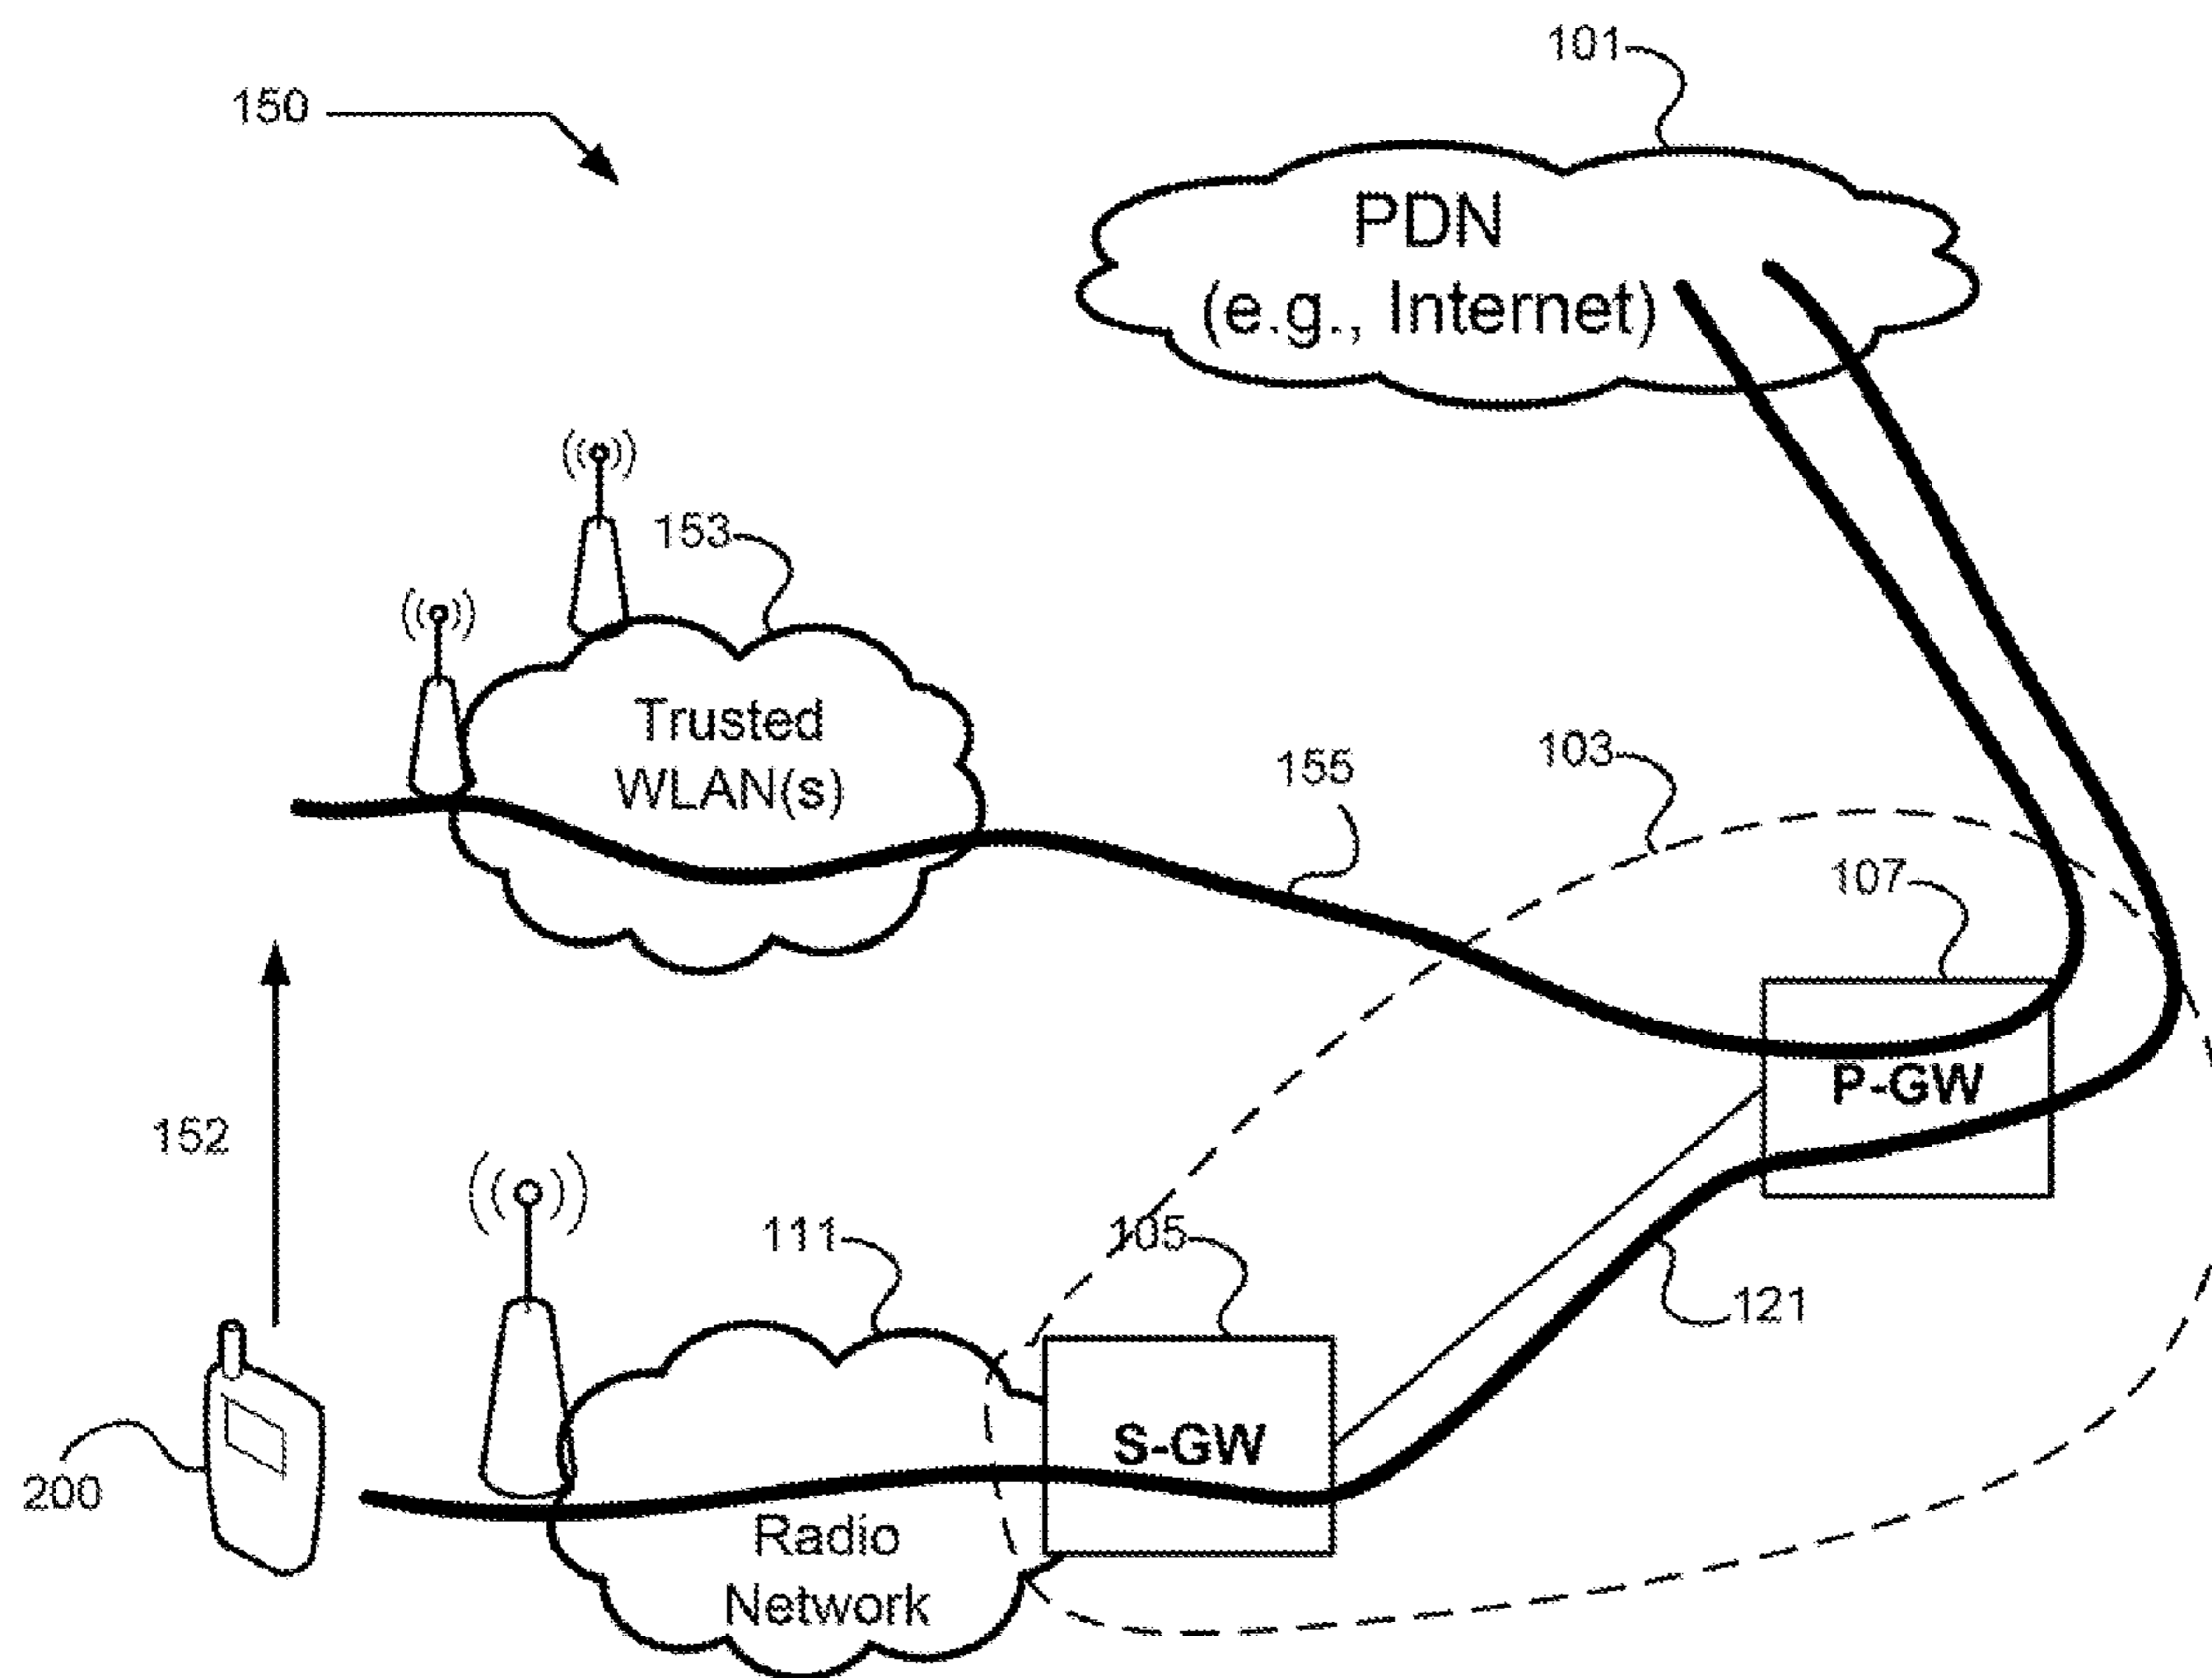 101
150
PDN
(e.g., Internet)
153
Trusted
WLAN(s)
155
103
107
P-GW
152
111
105
121
S-GW
200
Radio
Network